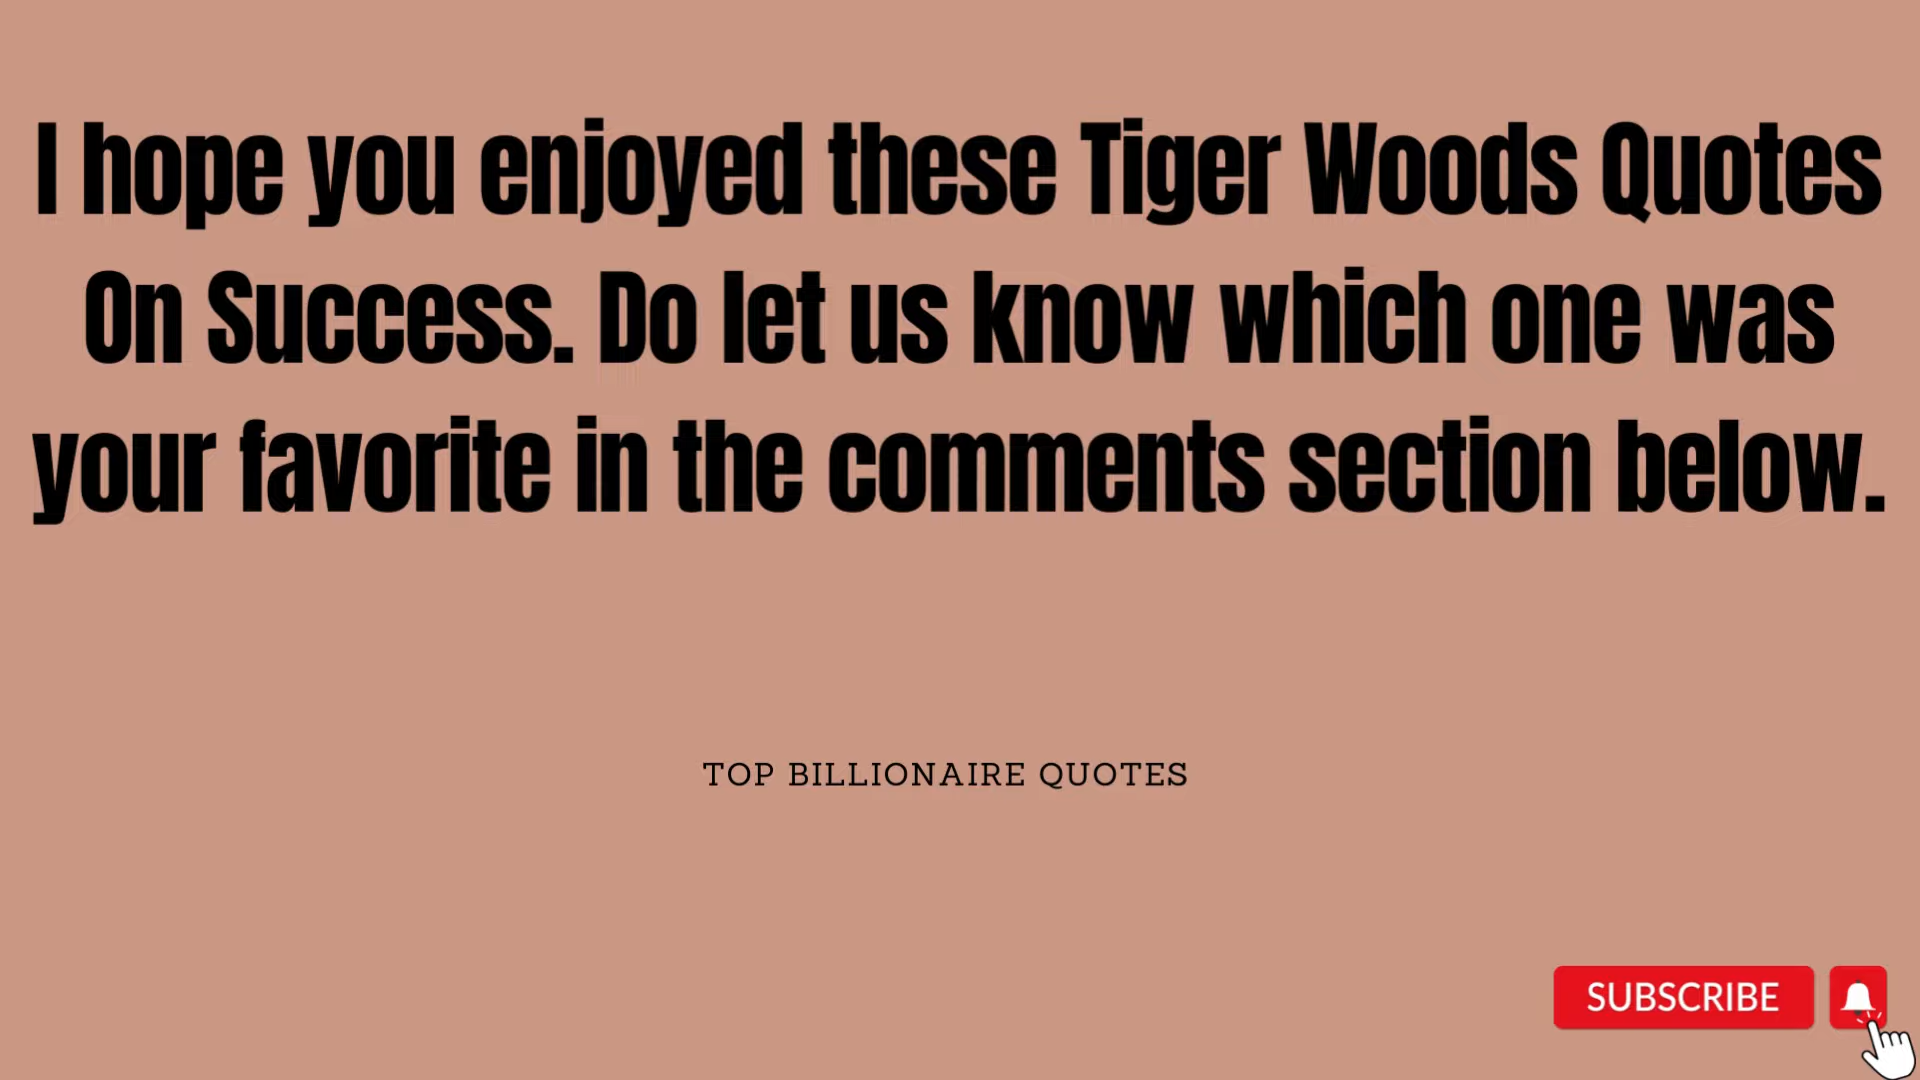 I hope you enjoyed these Tiger Woods Quotes
On Success. Do let us know which one was
your favorite in the comments section below.
TOP BILLIONAIRE QUOTES
SUBSCRIBE